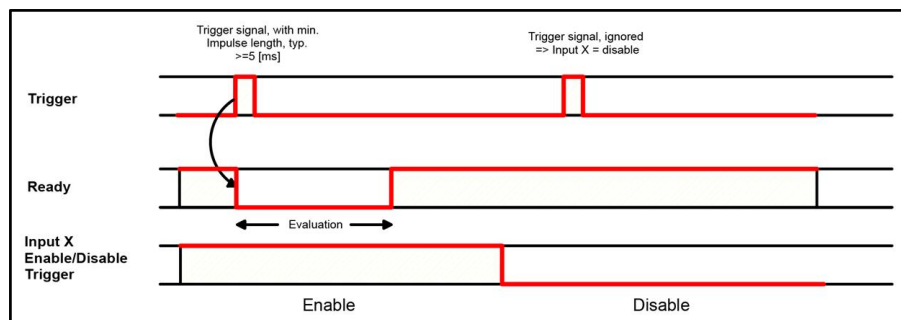 Trigger signal, with min.
Impulse length, typ.
>=5 [ms]
Trigger signal, ignored
=> Input X = disable
Trigger
Ready
Evaluation
Input X
Enable/Disable
Trigger
Enable
Disable